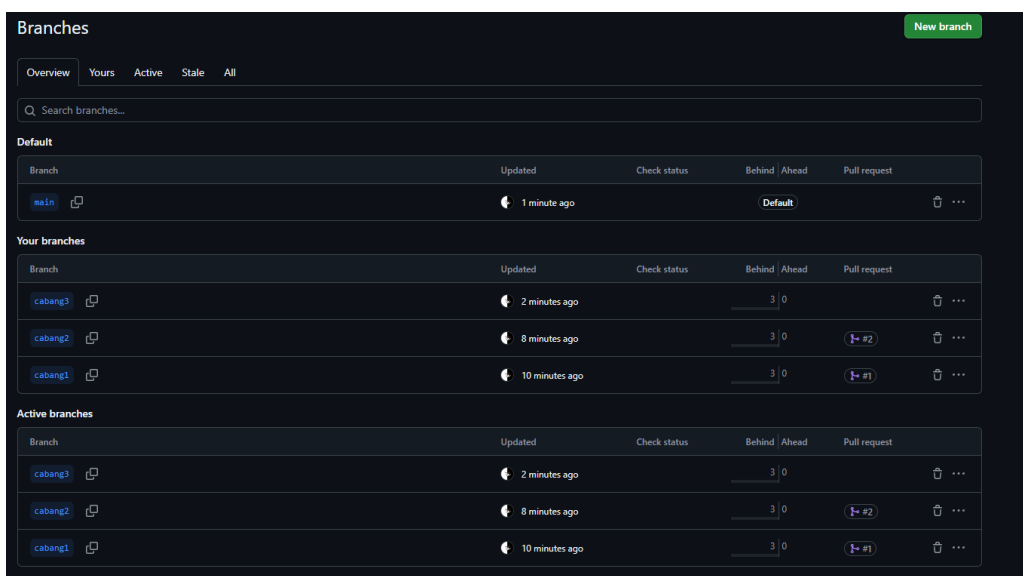 Branches
New branch
Overview Yours Active Stale All
Search branches...
Default
Branch Updated Check status Behind Ahead Pull request
main 1 minute ago Default
Your branches
Branch Updated Check status Behind Ahead Pull request
cabang3 2 minutes ago 3 0
cabang2 8 minutes ago 3 0 #2
cabang1 10 minutes ago 3 0 #1
Active branches
Branch Updated Check status Behind Ahead Pull request
cabang3 2 minutes ago 3 0
cabang2 8 minutes ago 3 0 #2
cabang1 10 minutes ago 3 0 #1